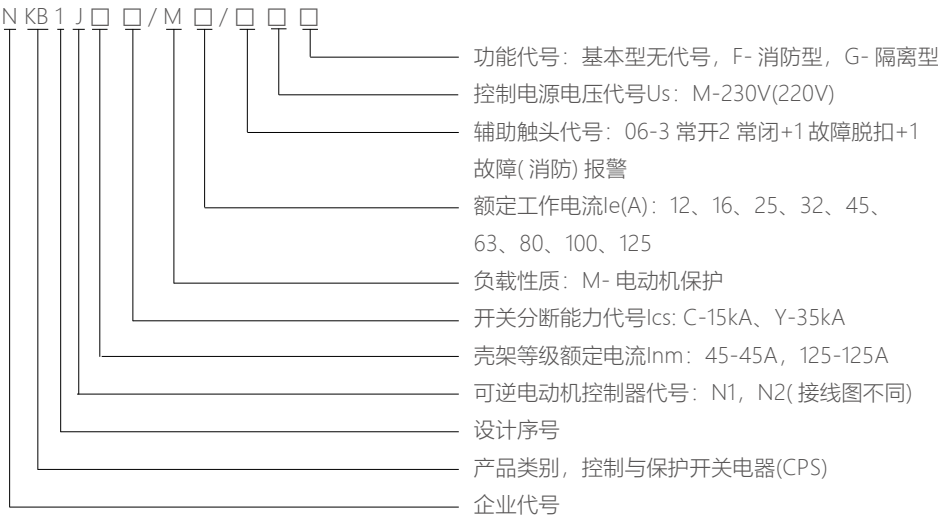 N KB 1 J □ □ / M □ / □ □ □
功能代号：基本型无代号，F- 消防型，G- 隔离型
控制电源电压代号Us：M-230V(220V)
辅助触头代号：06-3 常开2 常闭+1 故障脱扣+1
故障( 消防) 报警
额定工作电流Ie(A)：12、16、25、32、45、
63、80、100、125
负载性质：M- 电动机保护
开关分断能力代号Ics: C-15kA、Y-35kA
壳架等级额定电流Inm：45-45A，125-125A
可逆电动机控制器代号：N1，N2( 接线图不同)
设计序号
产品类别，控制与保护开关电器(CPS)
企业代号